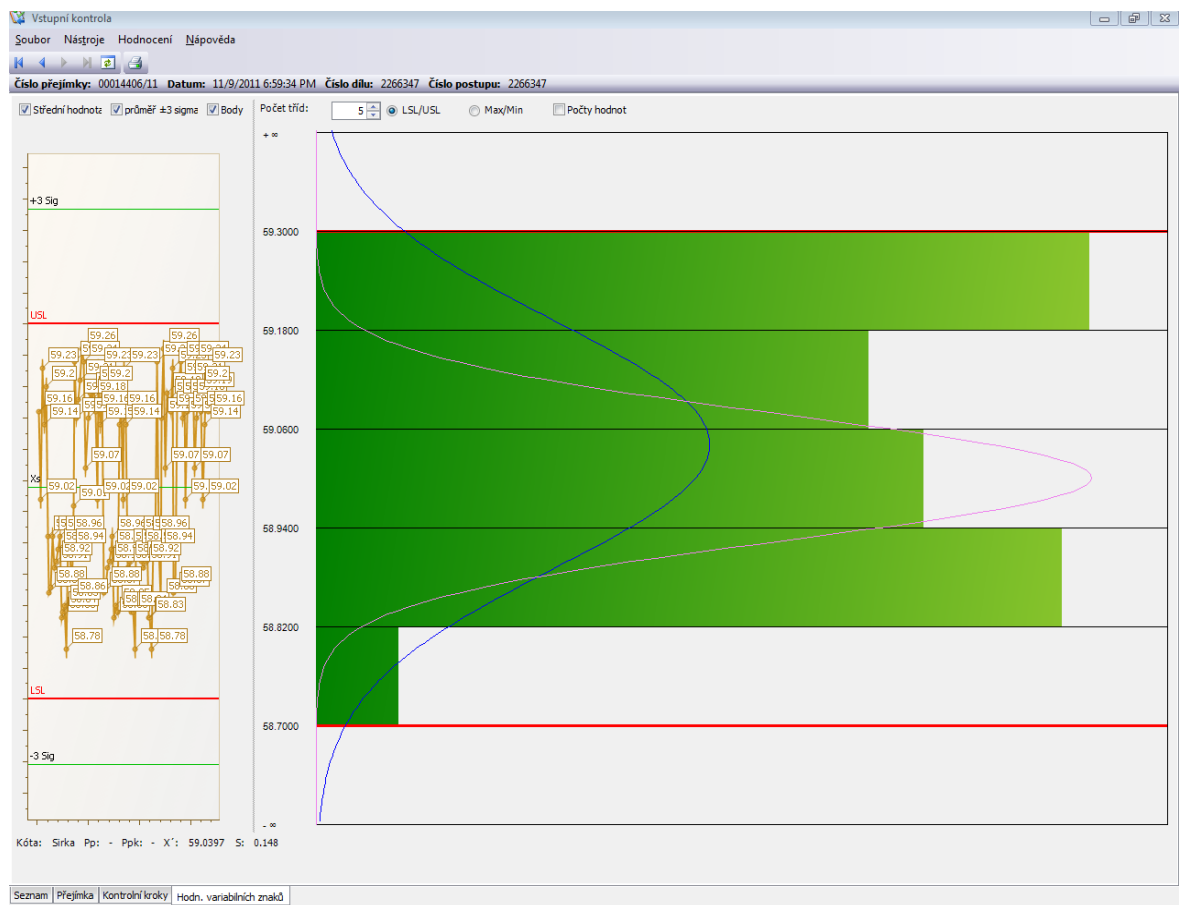 Vstupní kontrola
Soubor Nástroje Hodnocení Nápověda
Číslo přejímky: 00014406/11 Datum: 11/9/2011 6:59:34 PM Číslo dílu: 2266347 Číslo postupu: 2266347
Střední hodnota průměř ±3 sigma Body Počet tříd: 5 LSL/USL Max/Min Počty hodnot
+ ∞
+3 Sig
59.3000
USL
59.26 59.26
59.1800
59.23 59.23 59.23
59.2 59.2 59.2
59.18
59.16 59.16 59.16 59.16
59.14 59.14 59.14
59.0600
59.07 59.07 59.07
Xs
59.02 59.02 59.02
58.9400
58.96 58.96
58.94 58.94
58.92 58.92
58.88 58.88 58.88
58.86
58.83
58.8200
58.78 58.78
LSL
58.7000
-3 Sig
- ∞
Kóta: Sirka Pp: - Ppk: - X´: 59.0397 S: 0.148
Seznam Přejímka Kontrolní kroky Hodn. variabilních znaků